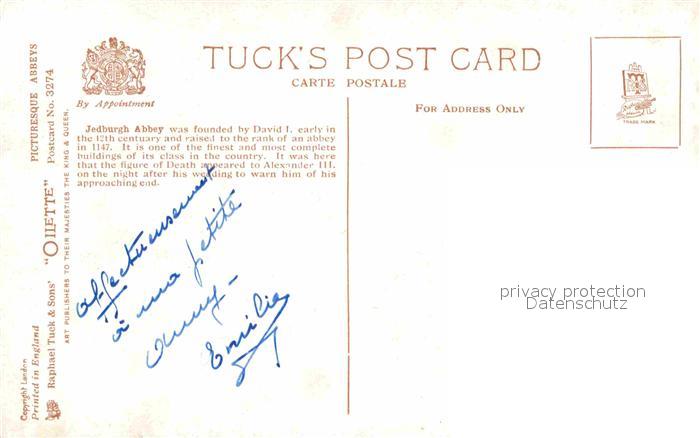 TUCK'S POST CARD
CARTE POSTALE
By Appointment
FOR ADDRESS ONLY
TRADE MARK
Jedburgh Abbey was founded by David I. early in
the 12th centuary and raised to the rank of an abbey
in 1147. It is one of the finest and most complete
buildings of its class in the country. It was here
that the figure of Death appeared to Alexander III.
on the night after his wedding to warn him of his
approaching end.
affectueusement
à ma petite
Emilia
PICTURESQUE ABBEYS
Postcard No. 3274
"OILETTE"
ART PUBLISHERS TO THEIR MAJESTIES THE KING & QUEEN.
Raphael Tuck & Sons'
Printed in England
Copyright London
privacy protection
Datenschutz